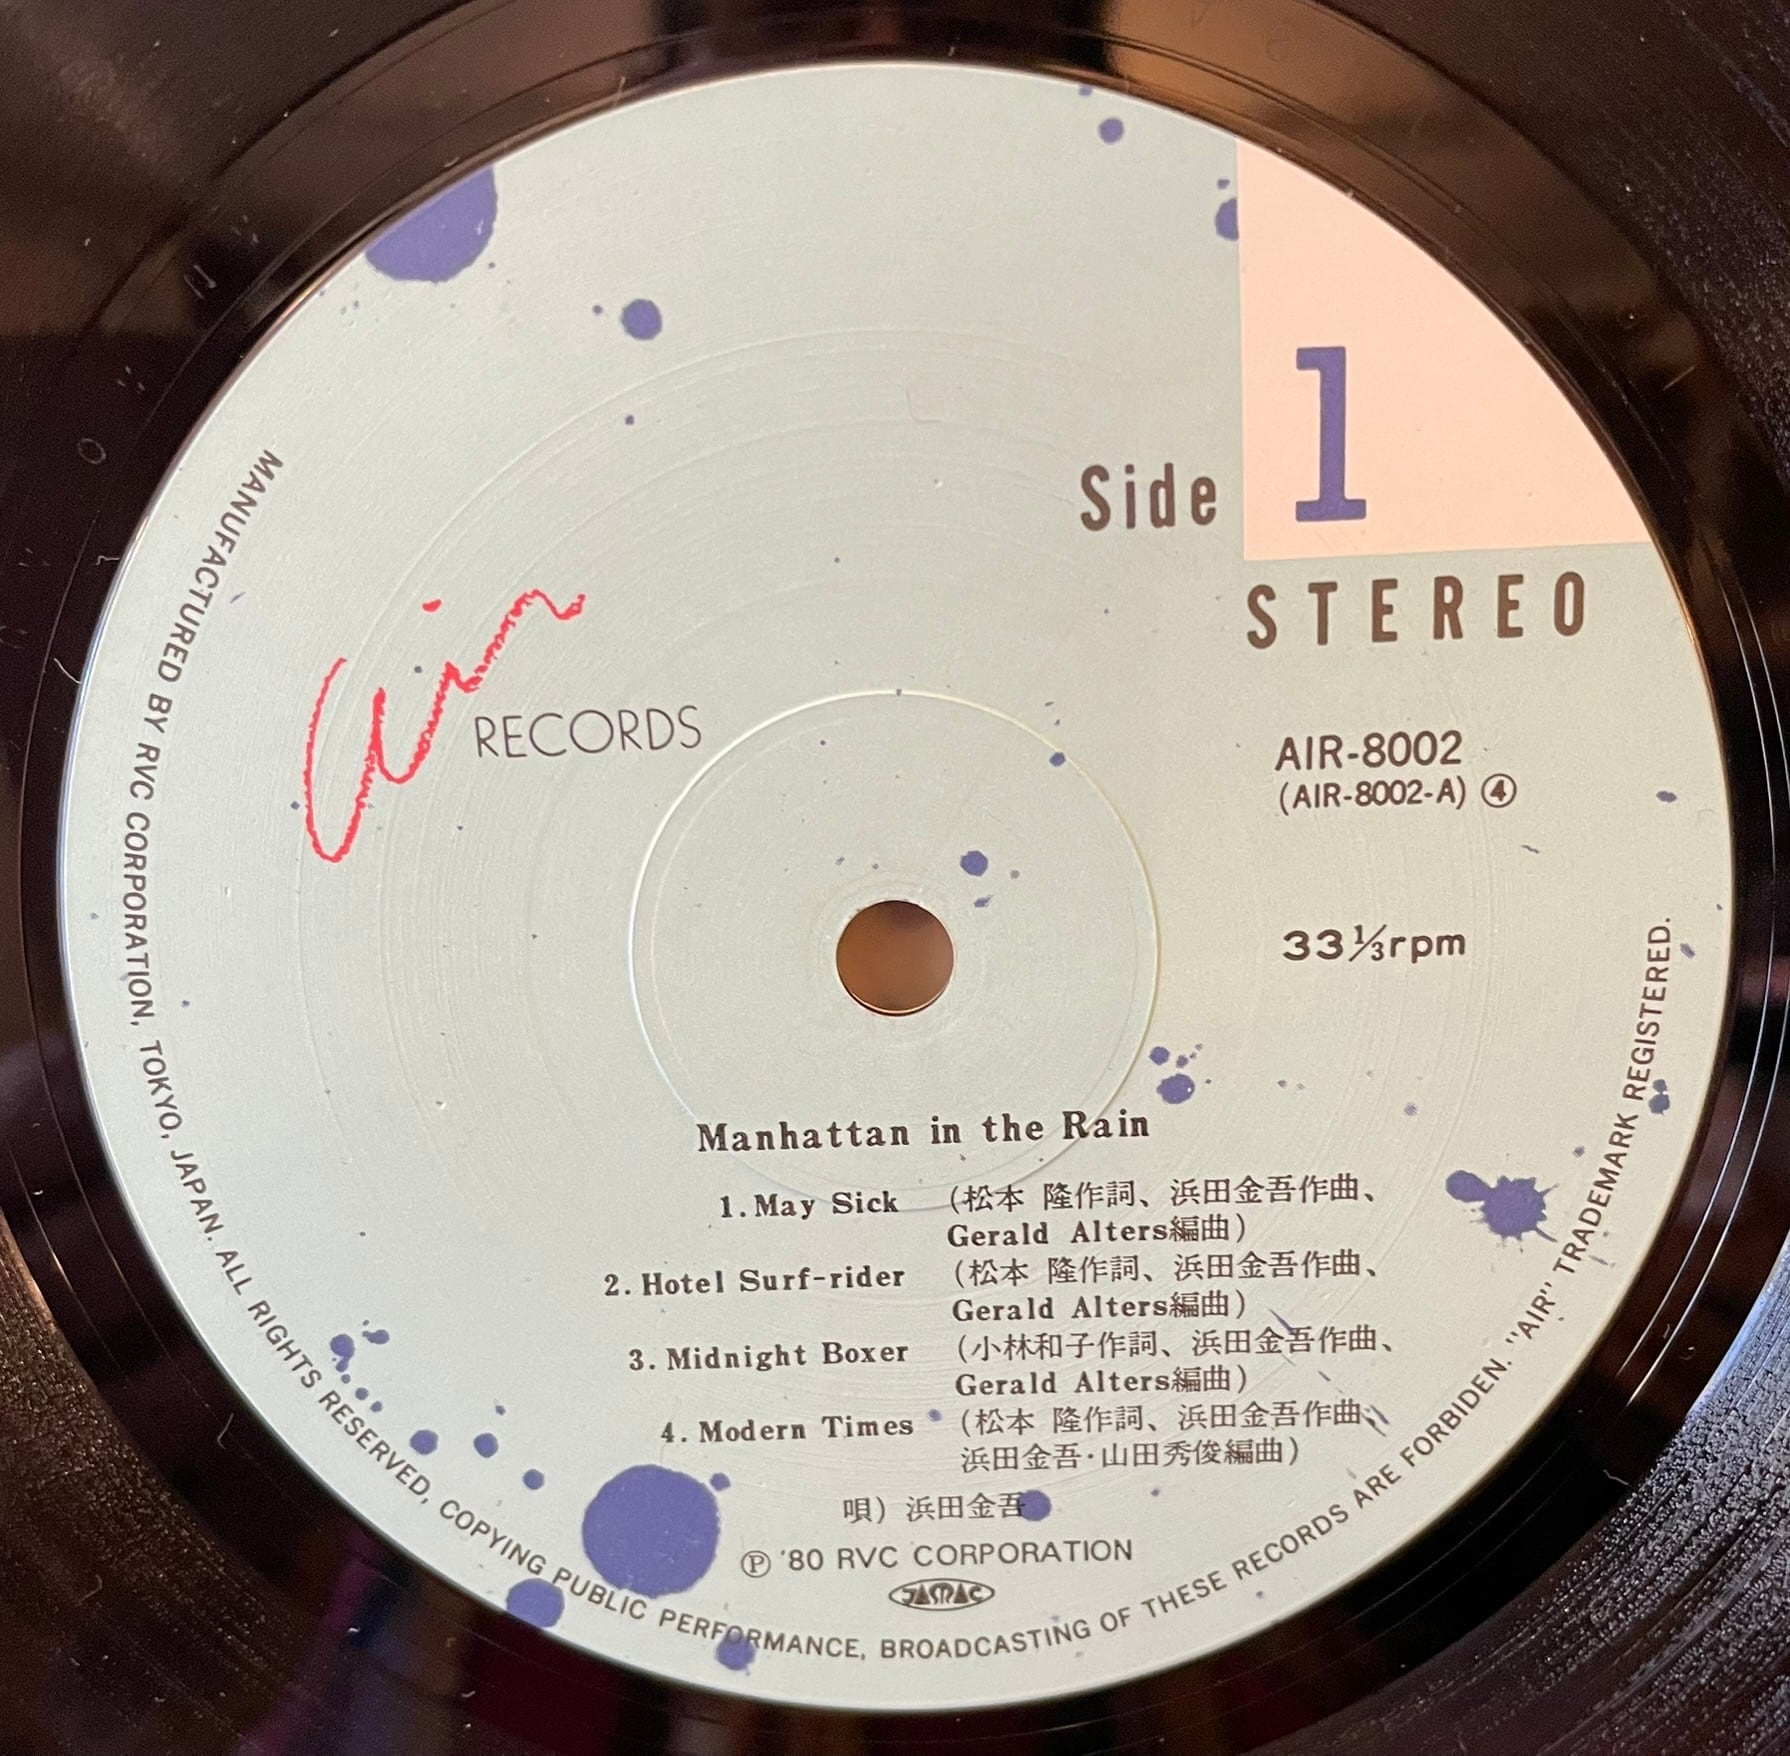 Side 1
STEREO
Air
RECORDS
AIR-8002
(AIR-8002-A) ④
33⅓rpm
Manhattan in the Rain
1. May Sick (松本 隆作詞、浜田金吾作曲、
Gerald Alters編曲)
2. Hotel Surf-rider (松本 隆作詞、浜田金吾作曲、
Gerald Alters編曲)
3. Midnight Boxer (小林和子作詞、浜田金吾作曲、
Gerald Alters編曲)
4. Modern Times (松本 隆作詞、浜田金吾作曲、
浜田金吾・山田秀俊編曲)
唄) 浜田金吾
Ⓟ '80 RVC CORPORATION
JASRAC
MANUFACTURED BY RVC CORPORATION, TOKYO, JAPAN. ALL RIGHTS RESERVED, COPYING PUBLIC PERFORMANCE, BROADCASTING OF THESE RECORDS ARE FORBIDEN. "AIR" TRADEMARK REGISTERED.